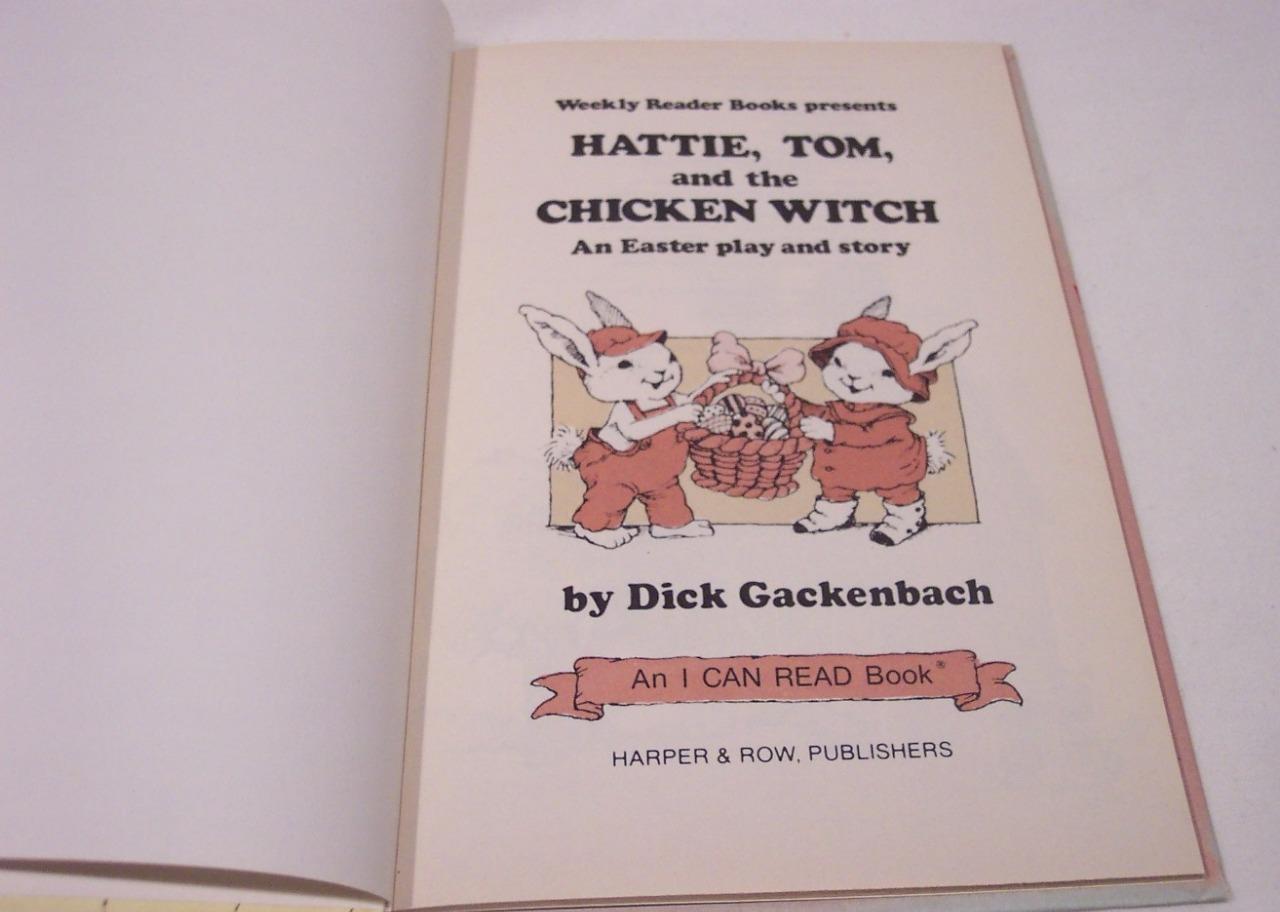 Weekly Reader Books presents
HATTIE, TOM,
and the
CHICKEN WITCH
An Easter play and story
by Dick Gackenbach
An I CAN READ Book®
HARPER & ROW, PUBLISHERS